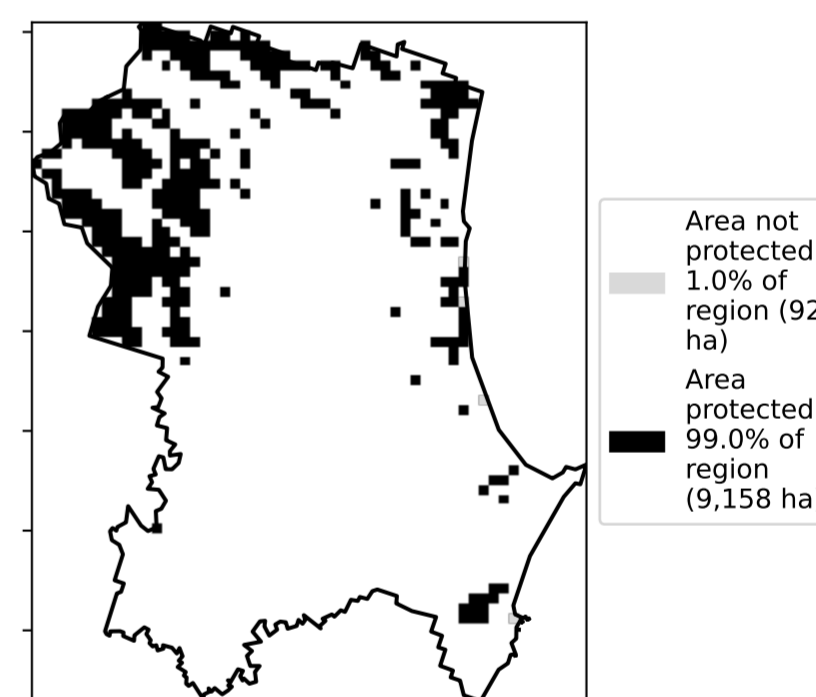 Area not
protected
1.0% of
region (92
ha)
Area
protected
99.0% of
region
(9,158 ha